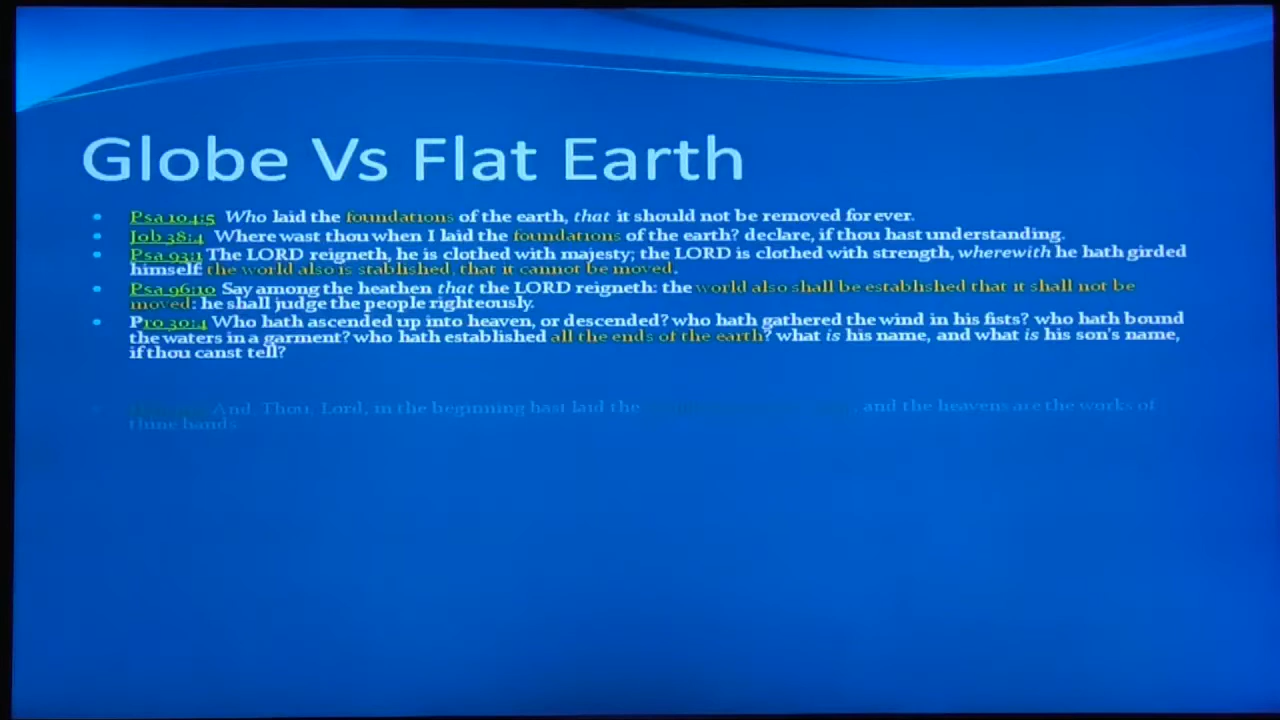 Globe Vs Flat Earth
Psa 104:5 Who laid the foundations of the earth, that it should not be removed for ever.
Job 38:4 Where wast thou when I laid the foundations of the earth? declare, if thou hast understanding.
Psa 93:1 The LORD reigneth, he is clothed with majesty; the LORD is clothed with strength, wherewith he hath girded
himself: the world also is stablished, that it cannot be moved.
Psa 96:10 Say among the heathen that the LORD reigneth: the world also shall be established that it shall not be
moved: he shall judge the people righteously.
Pro 30:4 Who hath ascended up into heaven, or descended? who hath gathered the wind in his fists? who hath bound
the waters in a garment? who hath established all the ends of the earth? what is his name, and what is his son's name,
if thou canst tell?
And, Thou, Lord, in the beginning hast laid the , and the heavens are the works of
thine hands